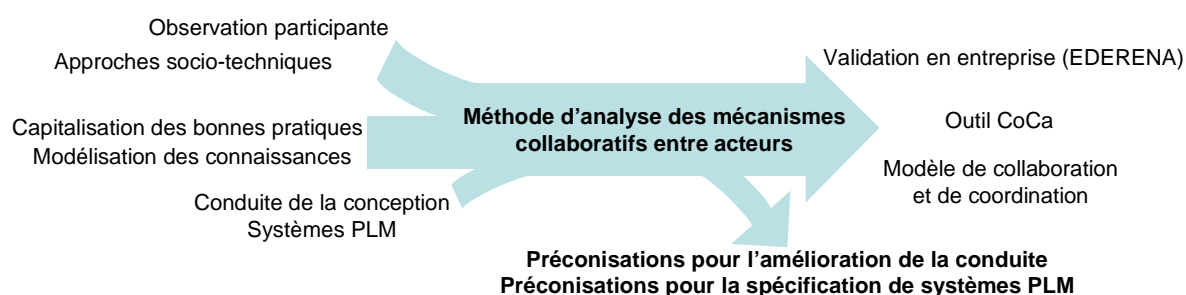 Observation participante
Approches socio-techniques
Capitalisation des bonnes pratiques
Modélisation des connaissances
Conduite de la conception
Systèmes PLM
Méthode d’analyse des mécanismes
collaboratifs entre acteurs
Validation en entreprise (EDERENA)
Outil CoCa
Modèle de collaboration
et de coordination
Préconisations pour l’amélioration de la conduite
Préconisations pour la spécification de systèmes PLM